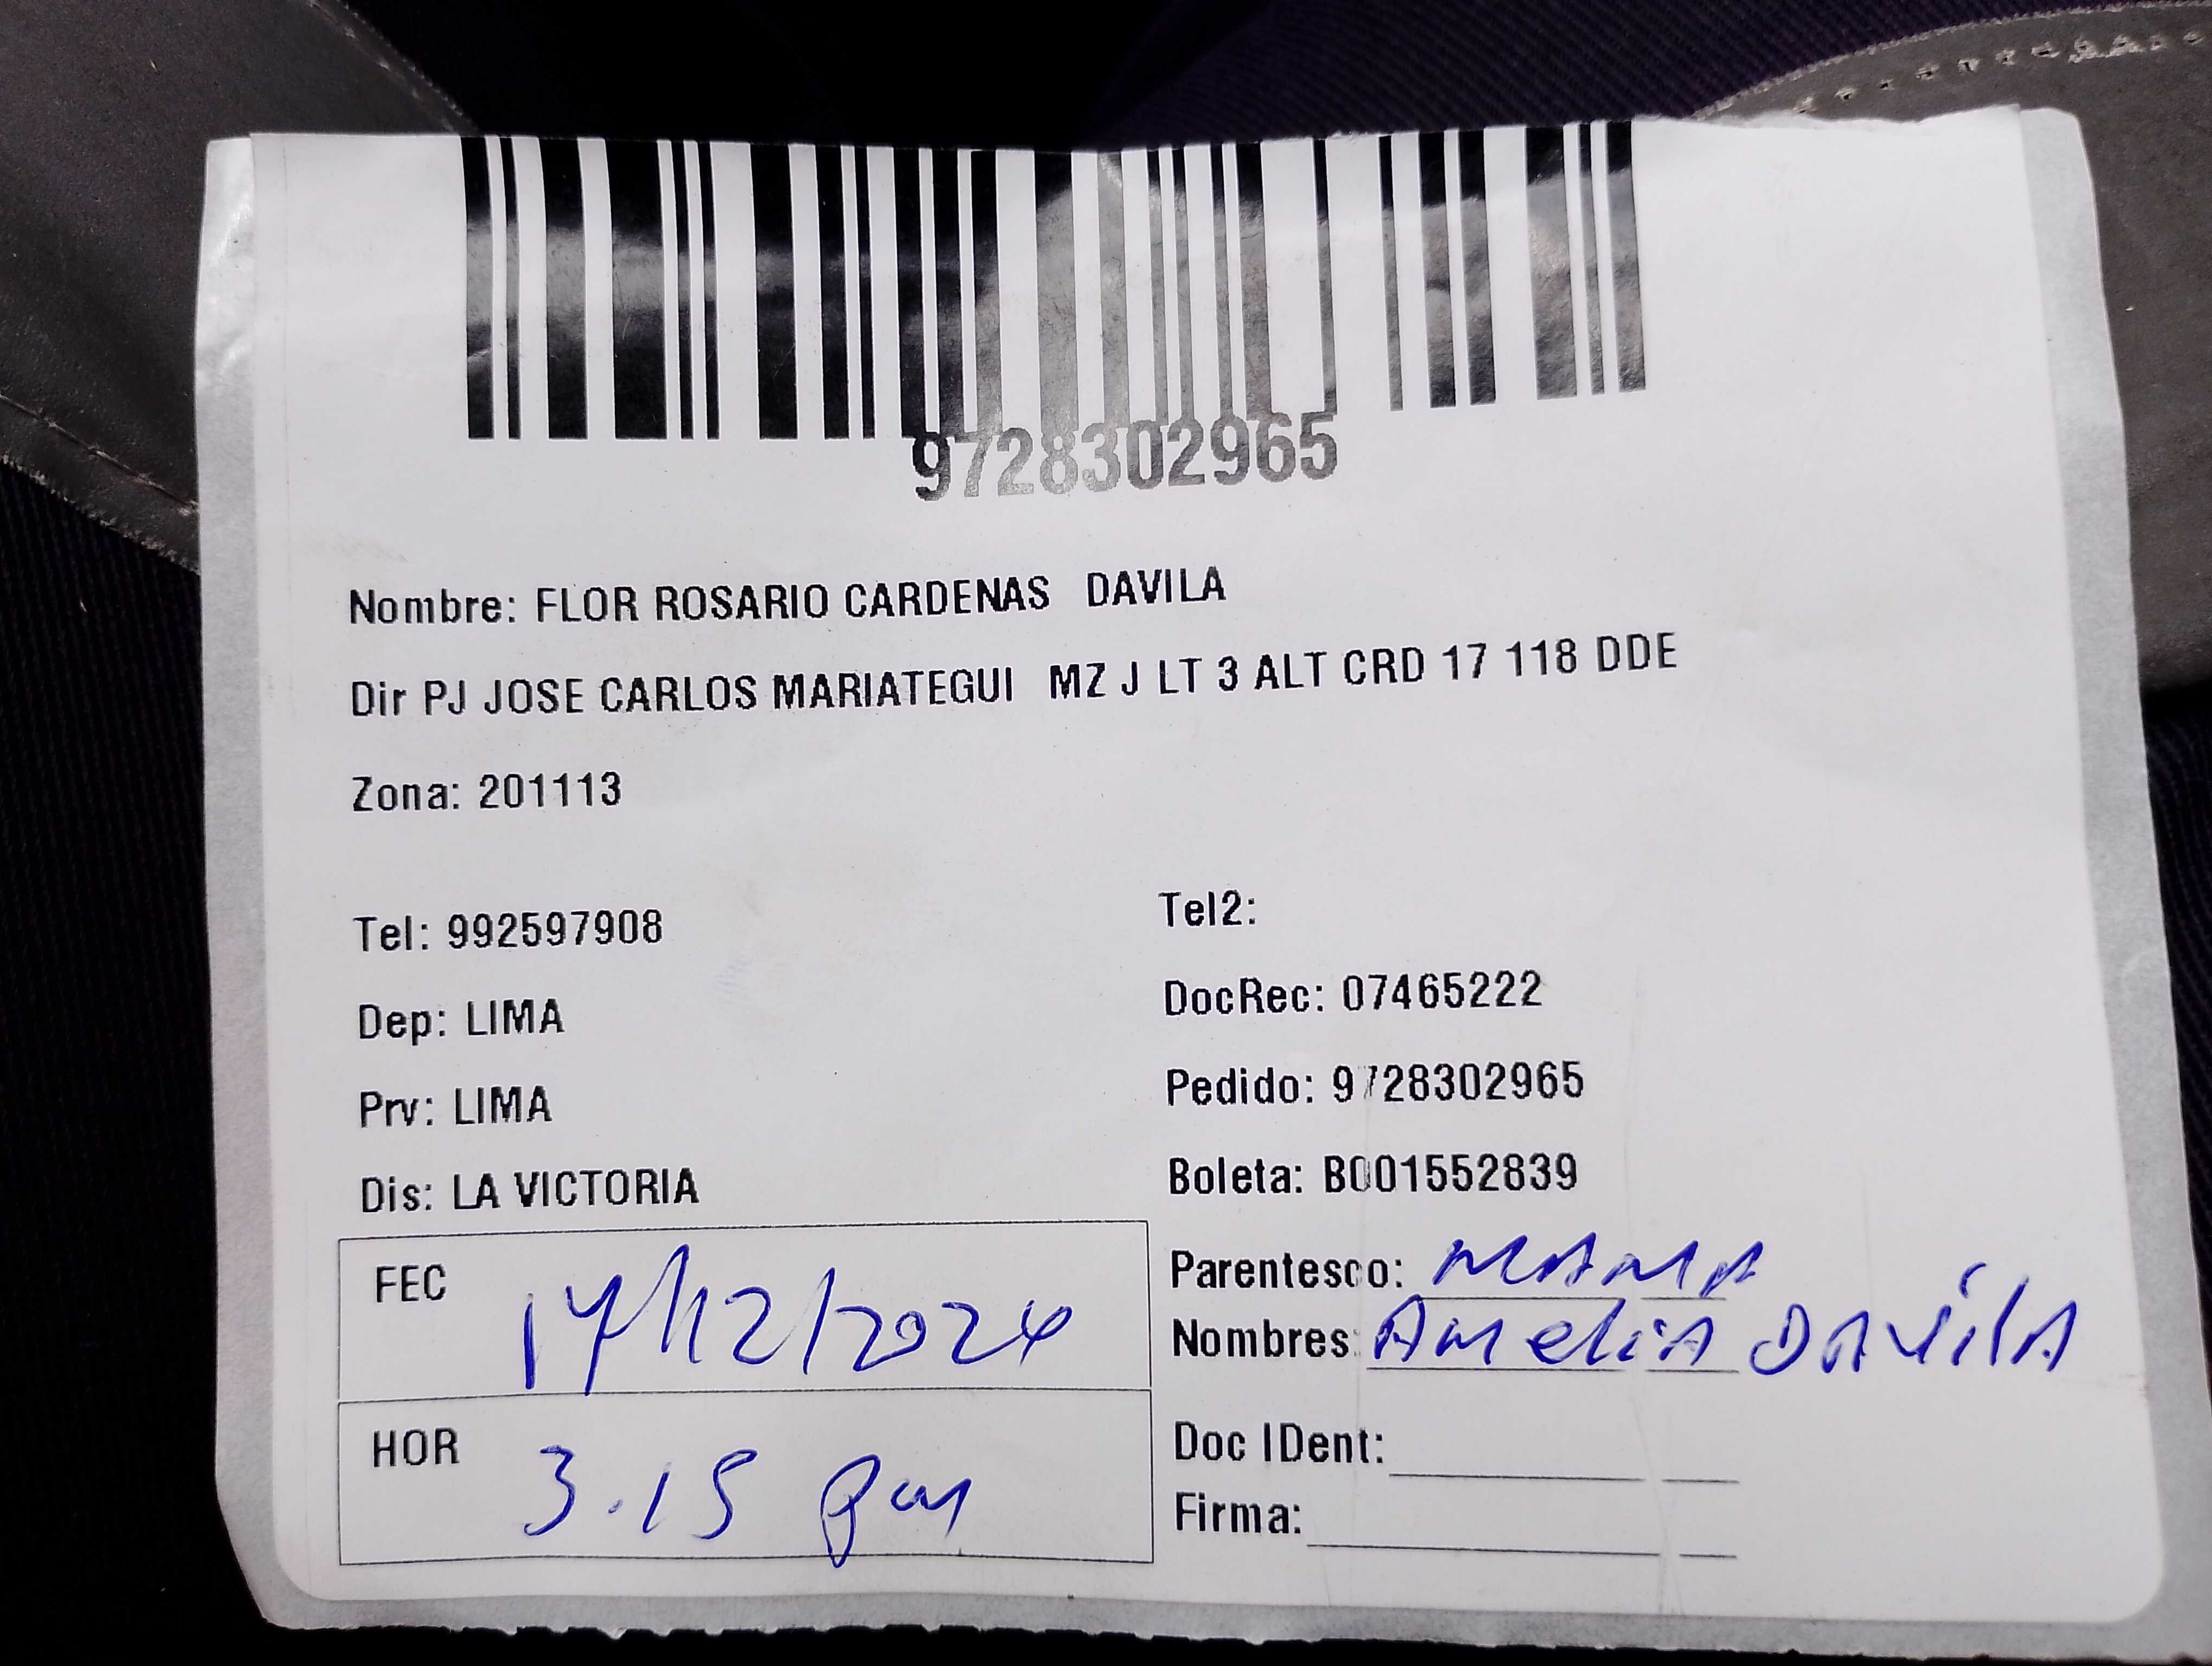 9728302965
Nombre: FLOR ROSARIO CARDENAS DAVILA
Dir PJ JOSE CARLOS MARIATEGUI MZ J LT 3 ALT CRD 17 118 DDE
Zona: 201113
Tel: 992597908
Tel2:
Dep: LIMA
DocRec: 07465222
Prv: LIMA
Pedido: 9728302965
Dis: LA VICTORIA
Boleta: B001552839
FEC 17/12/2024
Parentesco: MAMA
Nombres: Amelia DAVilA
HOR 3.15 pm
Doc IDent:
Firma: